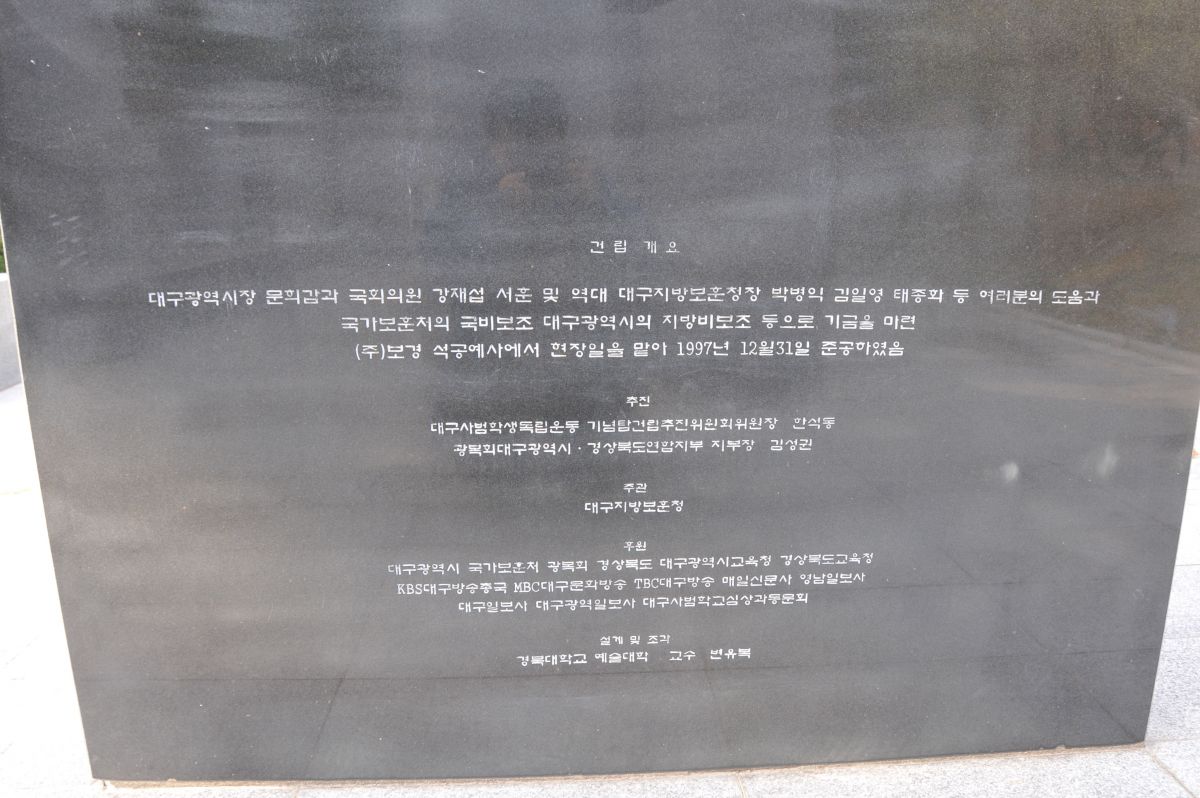 건립 개요
대구광역시장 문희갑과 국회의원 강재섭 서훈 및 역대 대구지방보훈청장 박병익 김일영 태종화 등 여러분의 도움과
국가보훈처의 국비보조 대구광역시의 지방비보조 등으로 기금을 마련
(주)보경 석공예사에서 현장일을 맡아 1997년 12월31일 준공하였음
추진
대구사범학생독립운동 기념탑건립추진위원회위원장 한석동
광복회대구광역시·경상북도연합지부 지부장 김성권
주관
대구지방보훈청
후원
대구광역시 국가보훈처 광복회 경상북도 대구광역시교육청 경상북도교육청
KBS대구방송총국 MBC대구문화방송 TBC대구방송 매일신문사 영남일보사
대구일보사 대구광역일보사 대구사범학교심상과동문회
설계 및 조각
경북대학교 예술대학 교수 변유복